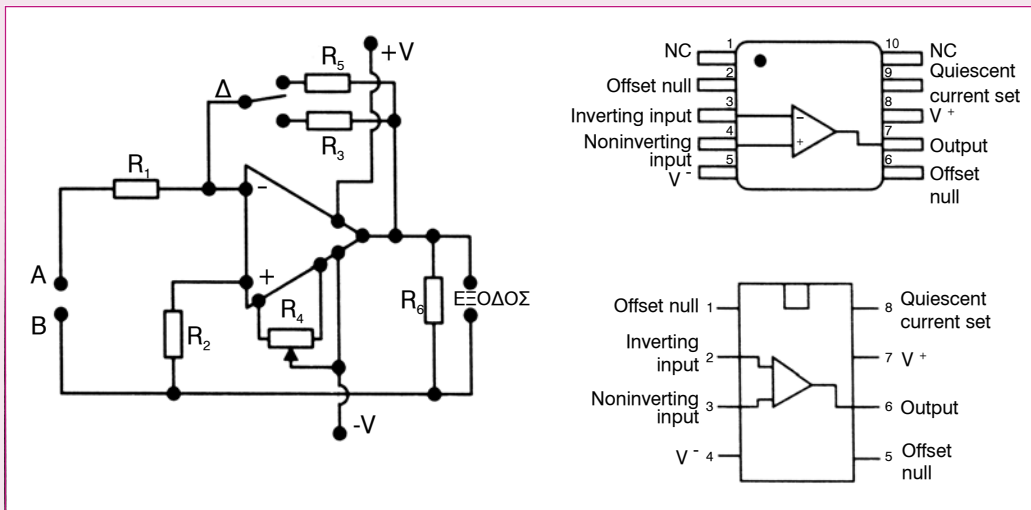 +V
R5
Δ
R3
R1
−
+
R4
R2
R6
ΕΞΟΔΟΣ
A
B
-V
1
NC
2
Offset null
3
Inverting input
4
Noninverting
input
5
V -
10
NC
9
Quiescent
current set
8
V +
7
Output
6
Offset
null
−
+
Offset null 1
Inverting
input 2
Noninverting
input 3
V - 4
8 Quiescent
current set
7 V +
6 Output
5 Offset
null